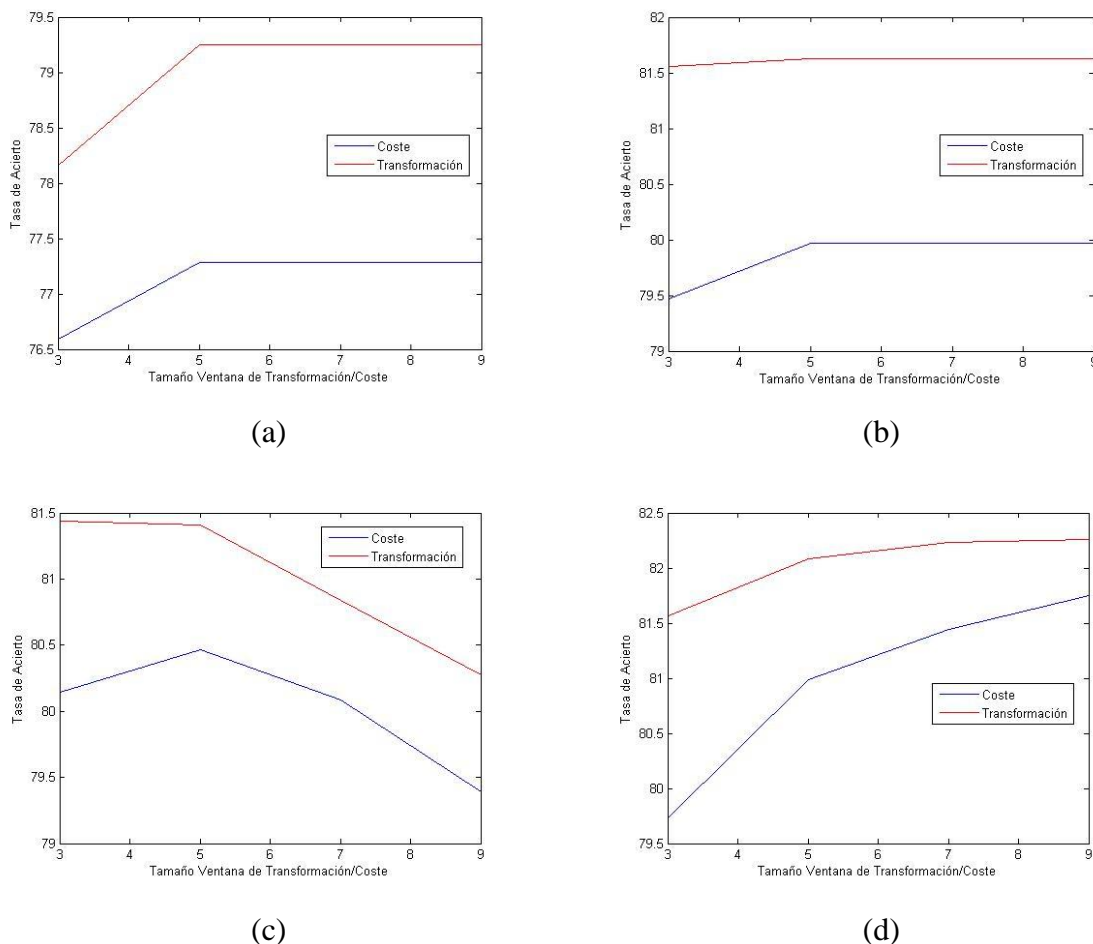 79.5
79
78.5
78
77.5
77
76.5
Tasa de Acierto
3 4 5 6 7 8 9
Tamaño Ventana de Transformación/Coste
Coste
Transformación
(a)
82
81.5
81
80.5
80
79.5
79
Tasa de Acierto
3 4 5 6 7 8 9
Tamaño Ventana de Transformación/Coste
Coste
Transformación
(b)
81.5
81
80.5
80
79.5
79
Tasa de Acierto
3 4 5 6 7 8 9
Tamaño Ventana de Transformación/Coste
Coste
Transformación
(c)
82.5
82
81.5
81
80.5
80
79.5
Tasa de Acierto
3 4 5 6 7 8 9
Tamaño Ventana de Transformación/Coste
Coste
Transformación
(d)